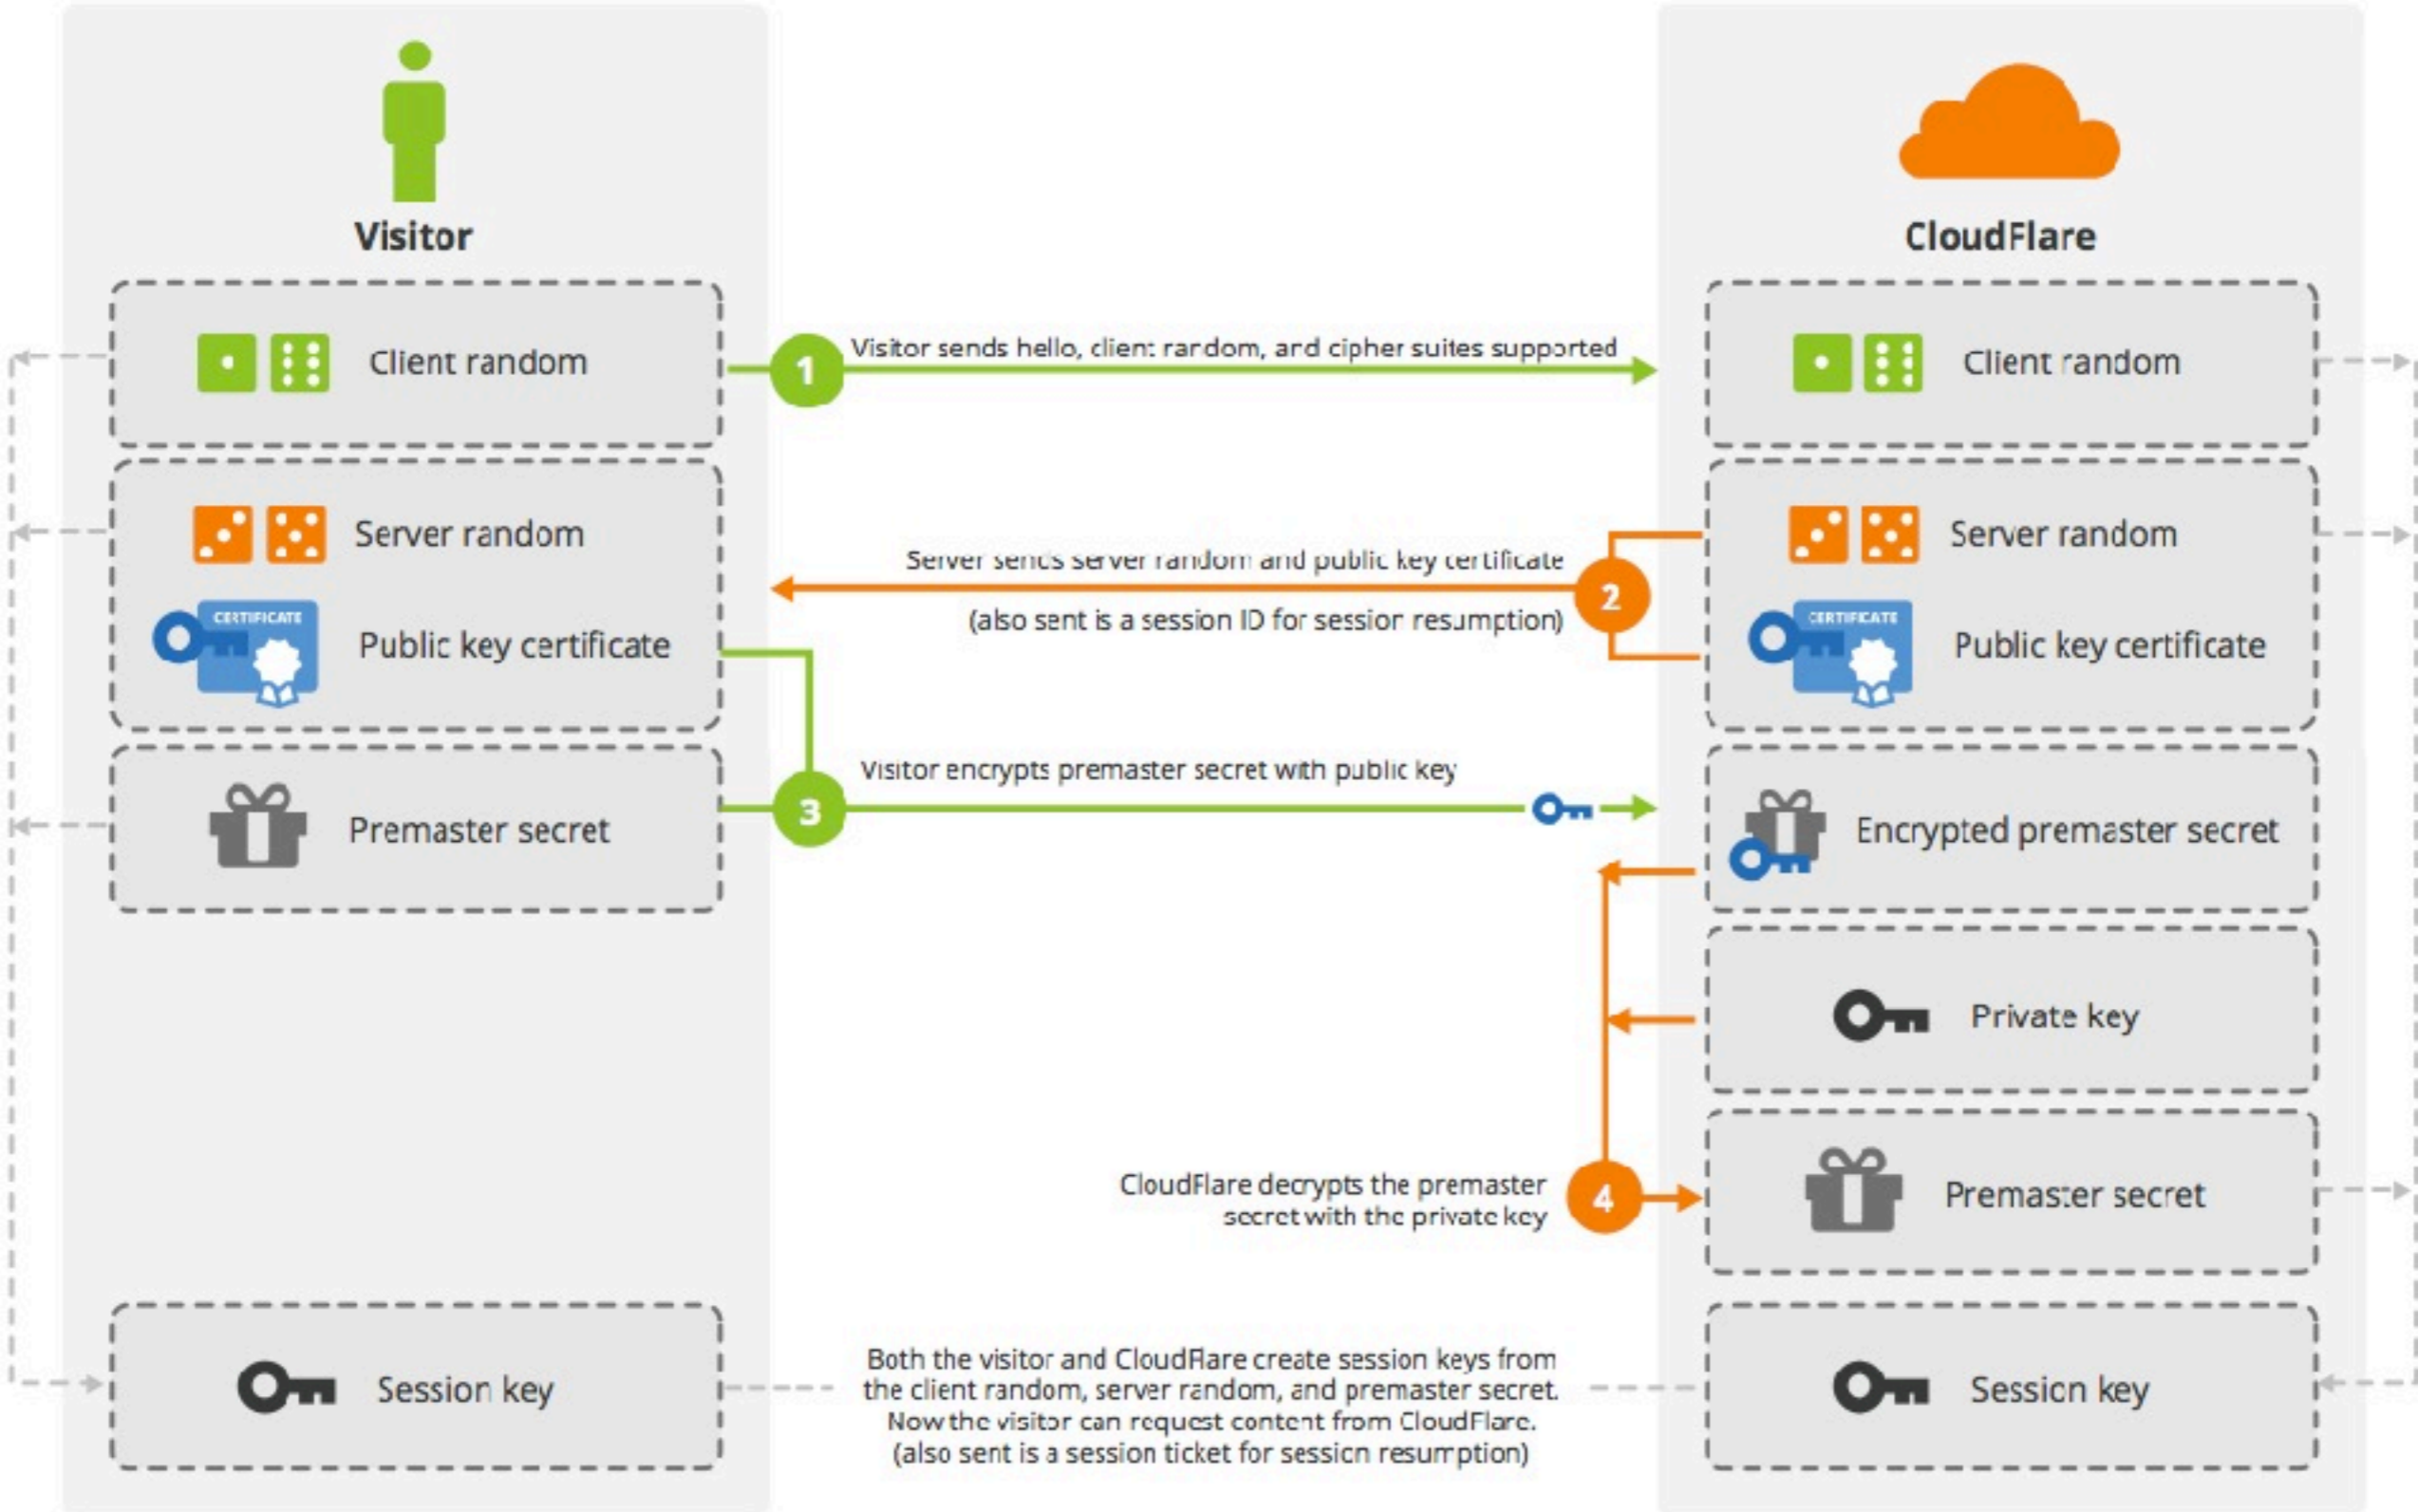 Visitor
CloudFlare
Client random
1
Visitor sends hello, client random, and cipher suites supported
Client random
Server random
Server sends server random and public key certificate
2
Server random
(also sent is a session ID for session resumption)
CERTIFICATE
Public key certificate
CERTIFICATE
Public key certificate
Visitor encrypts premaster secret with public key
3
Premaster secret
Encrypted premaster secret
Private key
CloudFlare decrypts the premaster
secret with the private key
4
Premaster secret
Session key
Both the visitor and CloudFlare create session keys from
the client random, server random, and premaster secret.
Now the visitor can request content from CloudFlare.
(also sent is a session ticket for session resumption)
Session key